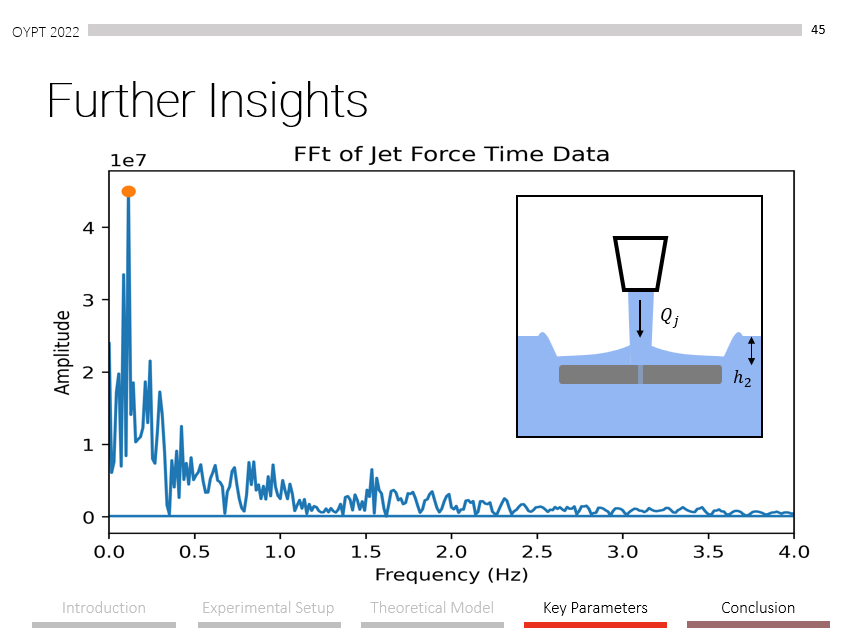 OYPT 2022
45
Further Insights
FFt of Jet Force Time Data
1e7
4
3
2
1
0
Amplitude
0.0 0.5 1.0 1.5 2.0 2.5 3.0 3.5 4.0
Frequency (Hz)
Q_j
h_2
Introduction Experimental Setup Theoretical Model Key Parameters Conclusion